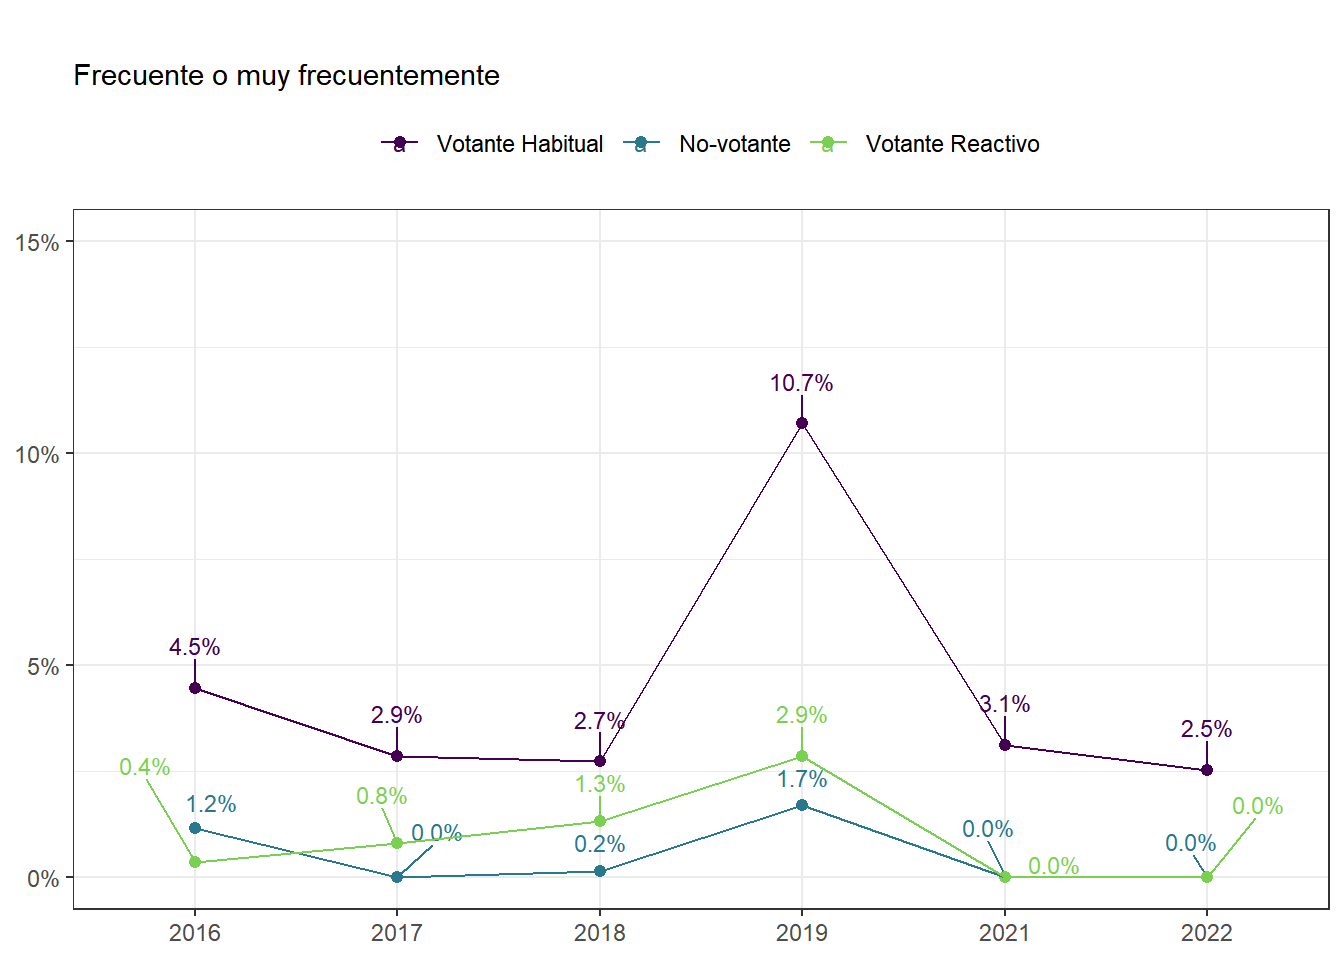 Frecuente o muy frecuentemente
a Votante Habitual a No-votante a Votante Reactivo
15%
10.7%
10%
4.5%
5%
3.1%
2.9% 2.7% 2.9% 2.5%
0.4% 1.3% 1.7%
1.2% 0.8% 0.0%
0.0% 0.2% 0.0% 0.0%
0.0%
0%
2016 2017 2018 2019 2021 2022